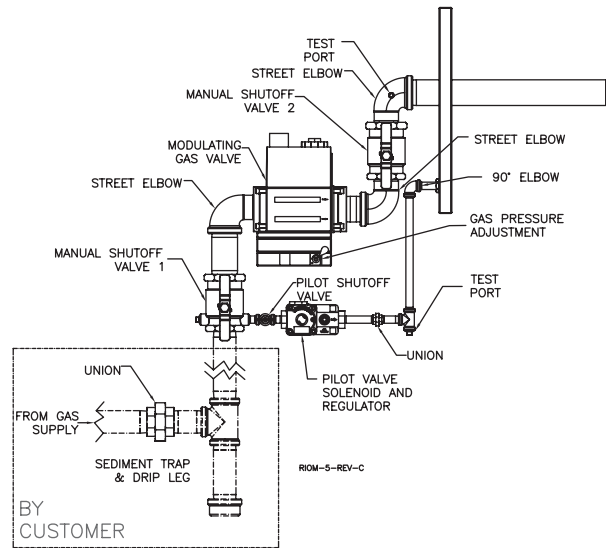 TEST
PORT
STREET ELBOW
MANUAL SHUTOFF
VALVE 2
MODULATING
GAS VALVE
STREET ELBOW
STREET ELBOW
90° ELBOW
GAS PRESSURE
ADJUSTMENT
MANUAL SHUTOFF
VALVE 1
PILOT SHUTOFF
VALVE
TEST
PORT
UNION
UNION
PILOT VALVE
SOLENOID AND
REGULATOR
FROM GAS
SUPPLY
SEDIMENT TRAP
& DRIP LEG
RIOM-5-REV-C
BY
CUSTOMER